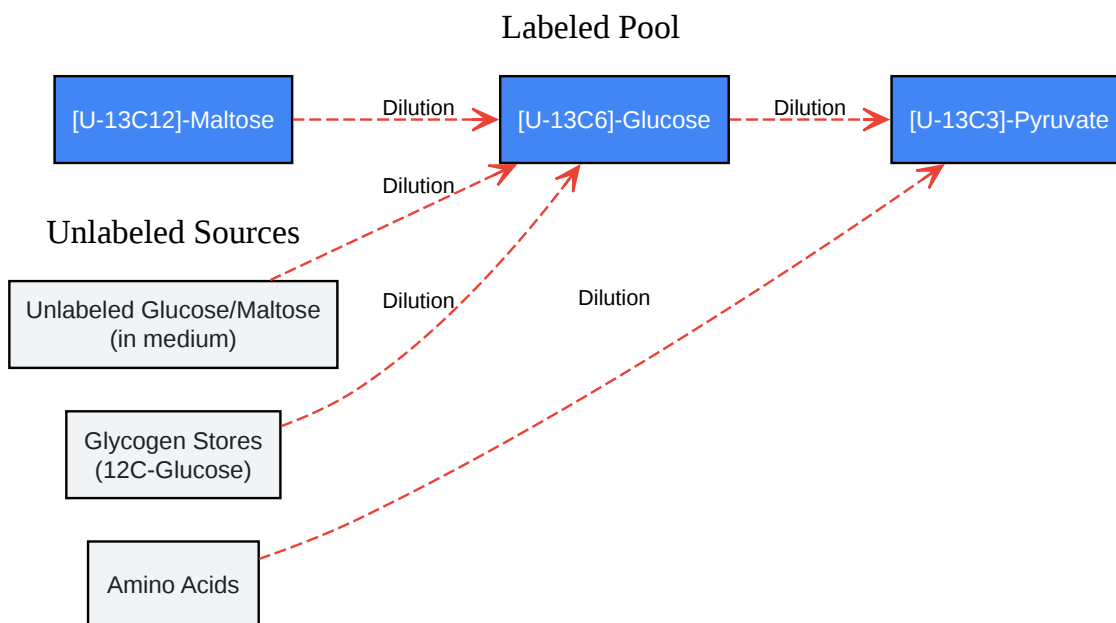 Labeled Pool
[U-13C12]-Maltose
Dilution
[U-13C6]-Glucose
Dilution
[U-13C3]-Pyruvate
Dilution
Unlabeled Sources
Unlabeled Glucose/Maltose
(in medium)
Dilution
Dilution
Glycogen Stores
(12C-Glucose)
Amino Acids